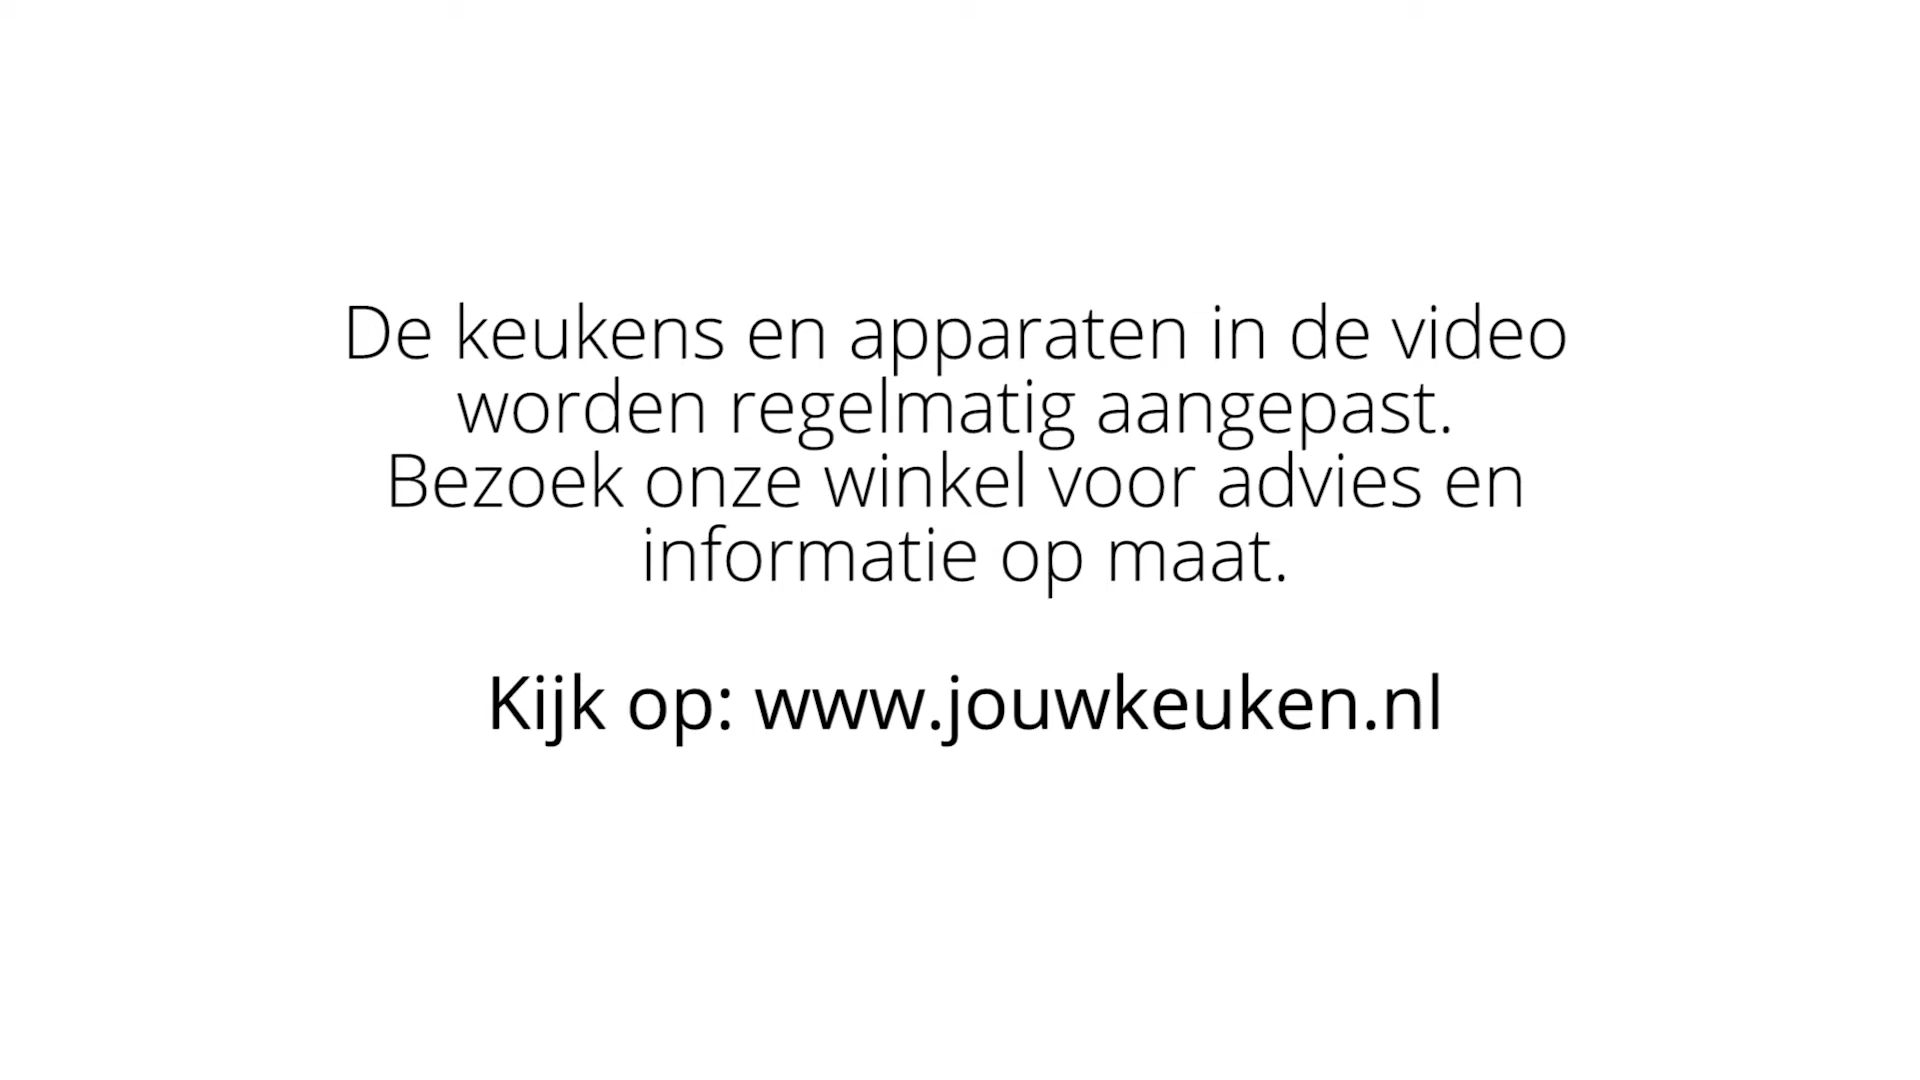 De keukens en apparaten in de video
worden regelmatig aangepast.
Bezoek onze winkel voor advies en
informatie op maat.
Kijk op: www.jouwkeuken.nl